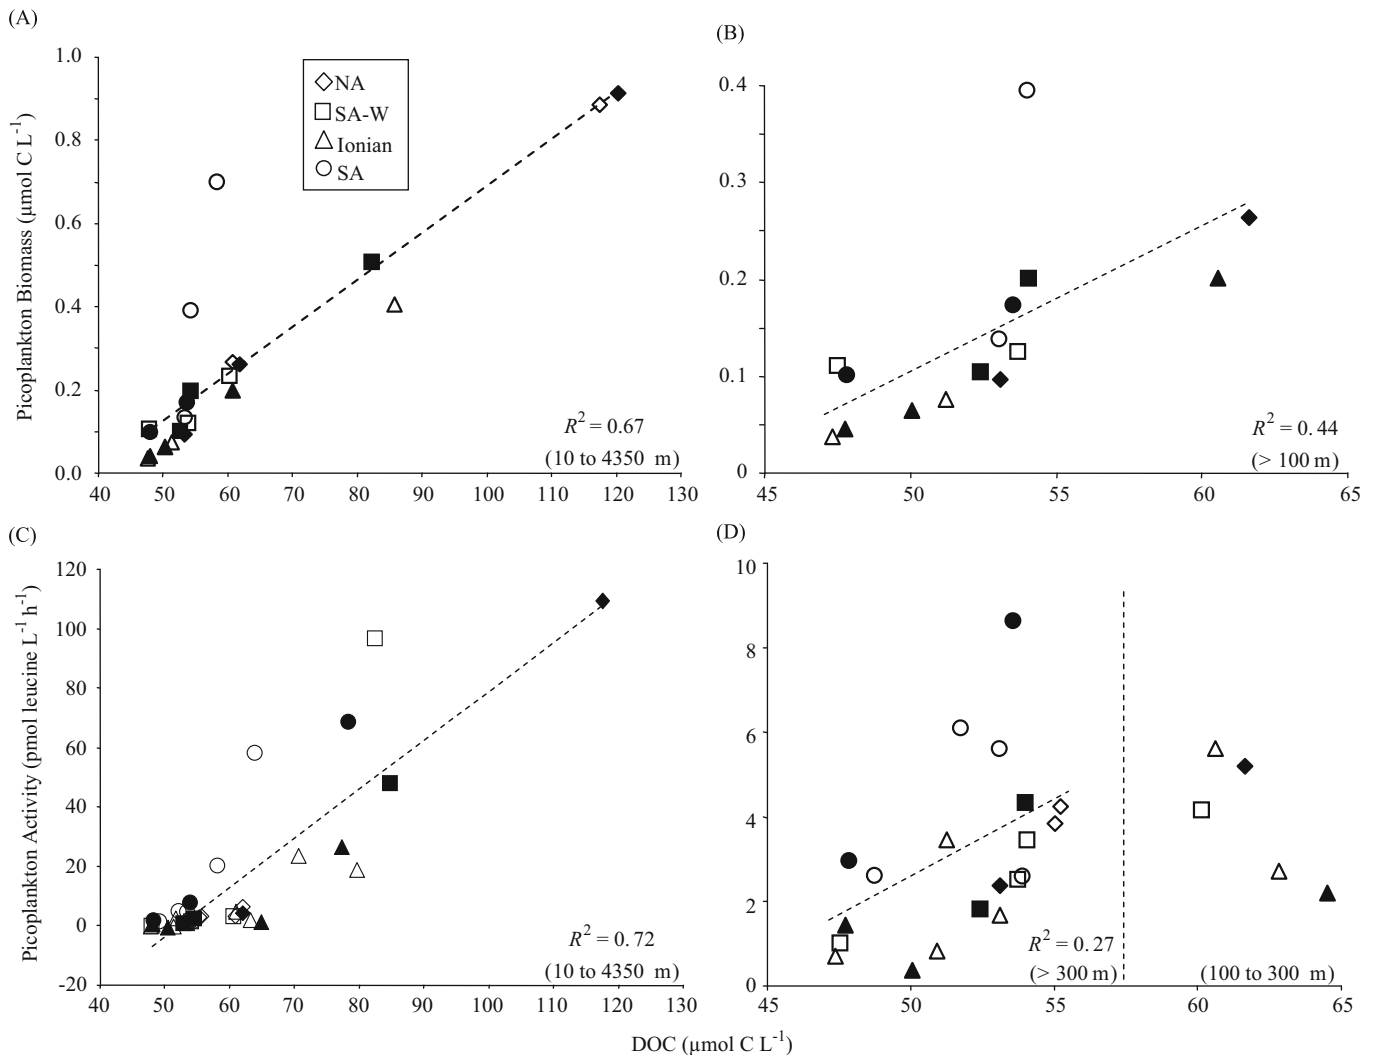 (A)
Picoplankton Biomass (µmol C L-1)
1.0
0.8
0.6
0.4
0.2
0.0
NA
SA-W
Ionian
SA
R2 = 0.67
(10 to 4350 m)
40 50 60 70 80 90 100 110 120 130
(B)
0.4
0.3
0.2
0.1
0
R2 = 0.44
(> 100 m)
45 50 55 60 65
(C)
Picoplankton Activity (pmol leucine L-1 h-1)
120
100
80
60
40
20
0
-20
R2 = 0.72
(10 to 4350 m)
40 50 60 70 80 90 100 110 120 130
(D)
10
8
6
4
2
0
R2 = 0.27
(> 300 m)
(100 to 300 m)
45 50 55 60 65
DOC (µmol C L-1)